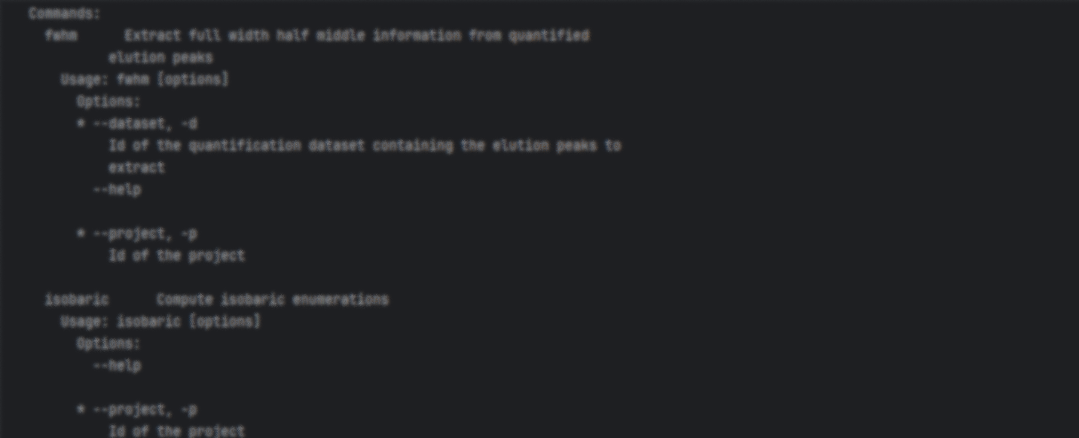 Commands:
fwhm Extract full width half middle information from quantified
elution peaks
Usage: fwhm [options]
Options:
* --dataset, -d
Id of the quantification dataset containing the elution peaks to
extract
--help
* --project, -p
Id of the project
isobaric Compute isobaric enumerations
Usage: isobaric [options]
Options:
--help
* --project, -p
Id of the project